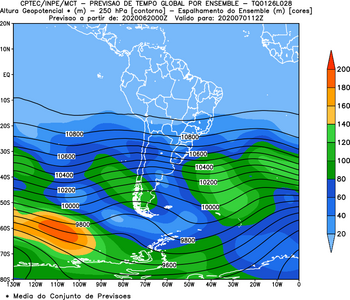 CPTEC/INPE/MCT - PREVISAO DE TEMPO GLOBAL POR ENSEMBLE - TQ0126L028
Altura Geopotencial * (m) - 250 hPa [contorno] - Espalhamento do Ensemble (m) [cores]
Previsao a partir de: 2020062000Z Valido para: 2020070112Z
20N
10N
EQ
10S
20S
30S
40S
50S
60S
70S
80S
10800
10800
10600
10600
10400
10400
10200
10200
10000
10000
9800
9800
9600
200
180
160
140
120
100
80
60
40
20
130W 120W 110W 100W 90W 80W 70W 60W 50W 40W 30W 20W 10W 0
* Media do Conjunto de Previsoes